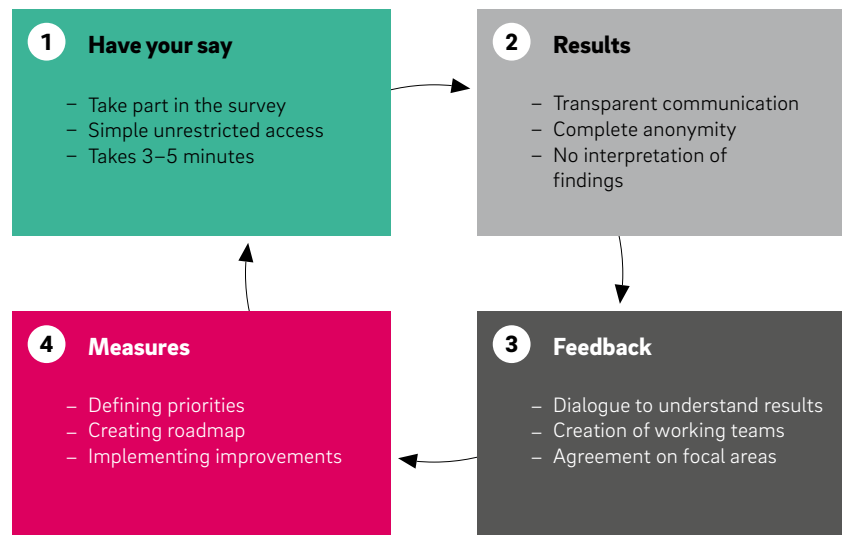 1 Have your say
– Take part in the survey
– Simple unrestricted access
– Takes 3–5 minutes
2 Results
– Transparent communication
– Complete anonymity
– No interpretation of
findings
3 Feedback
– Dialogue to understand results
– Creation of working teams
– Agreement on focal areas
4 Measures
– Defining priorities
– Creating roadmap
– Implementing improvements